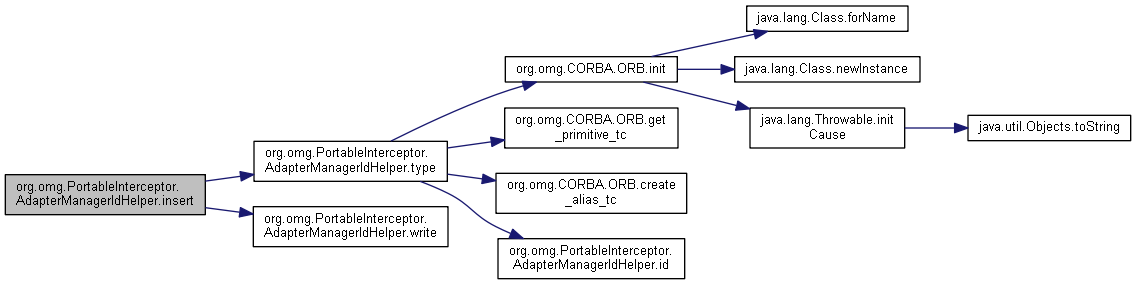 org.omg.PortableInterceptor.
AdapterManagerIdHelper.insert
org.omg.PortableInterceptor.
AdapterManagerIdHelper.type
org.omg.PortableInterceptor.
AdapterManagerIdHelper.write
org.omg.CORBA.ORB.init
org.omg.CORBA.ORB.get
_primitive_tc
org.omg.CORBA.ORB.create
_alias_tc
org.omg.PortableInterceptor.
AdapterManagerIdHelper.id
java.lang.Class.forName
java.lang.Class.newInstance
java.lang.Throwable.init
Cause
java.util.Objects.toString